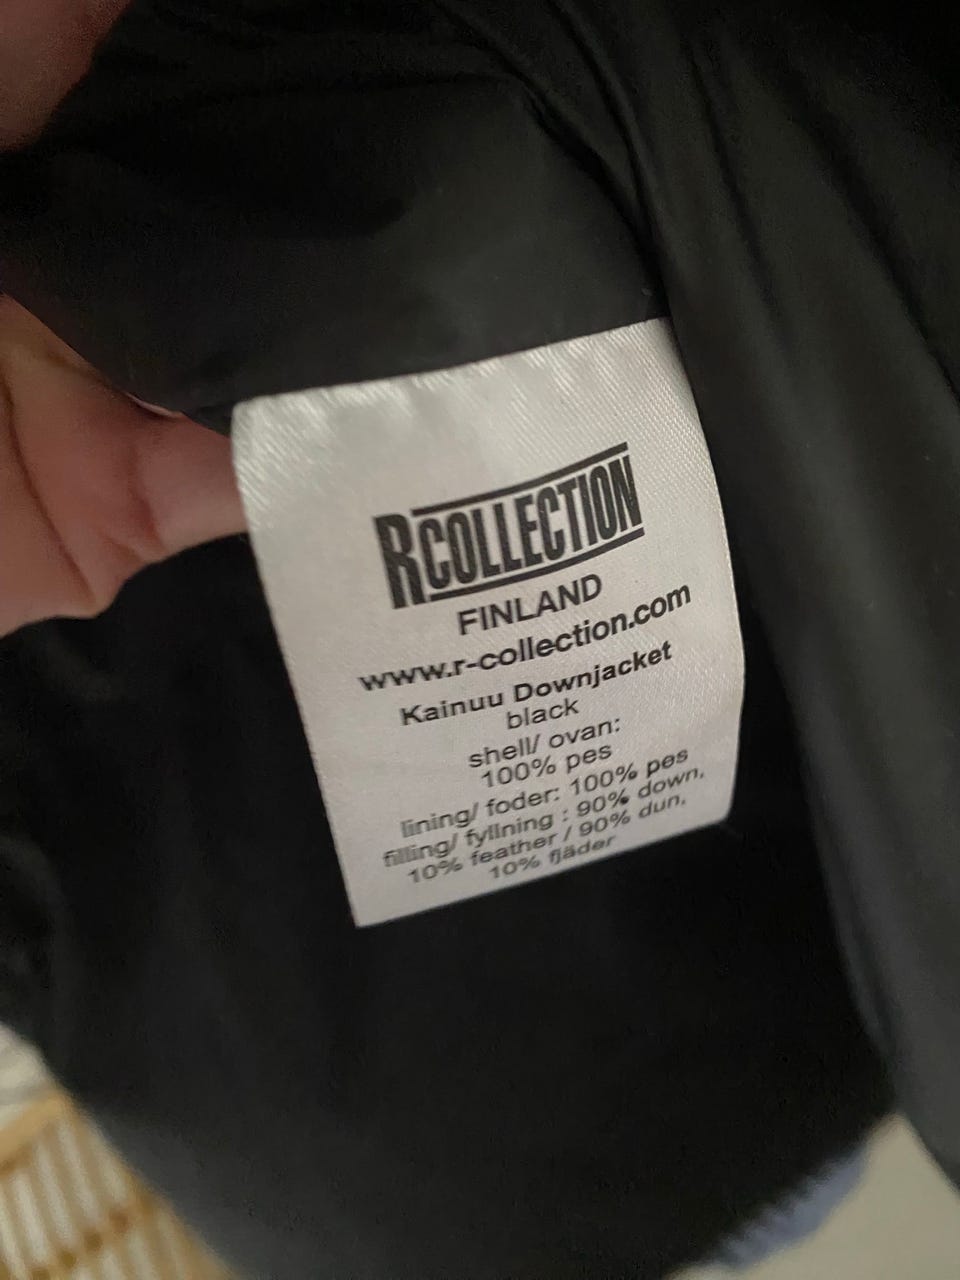 RCOLLECTION
FINLAND
www.r-collection.com
Kainuu Downjacket
black
shell/ ovan:
100% pes
lining/ foder: 100% pes
filling/ fyllning : 90% down,
10% feather / 90% dun,
10% fjäder